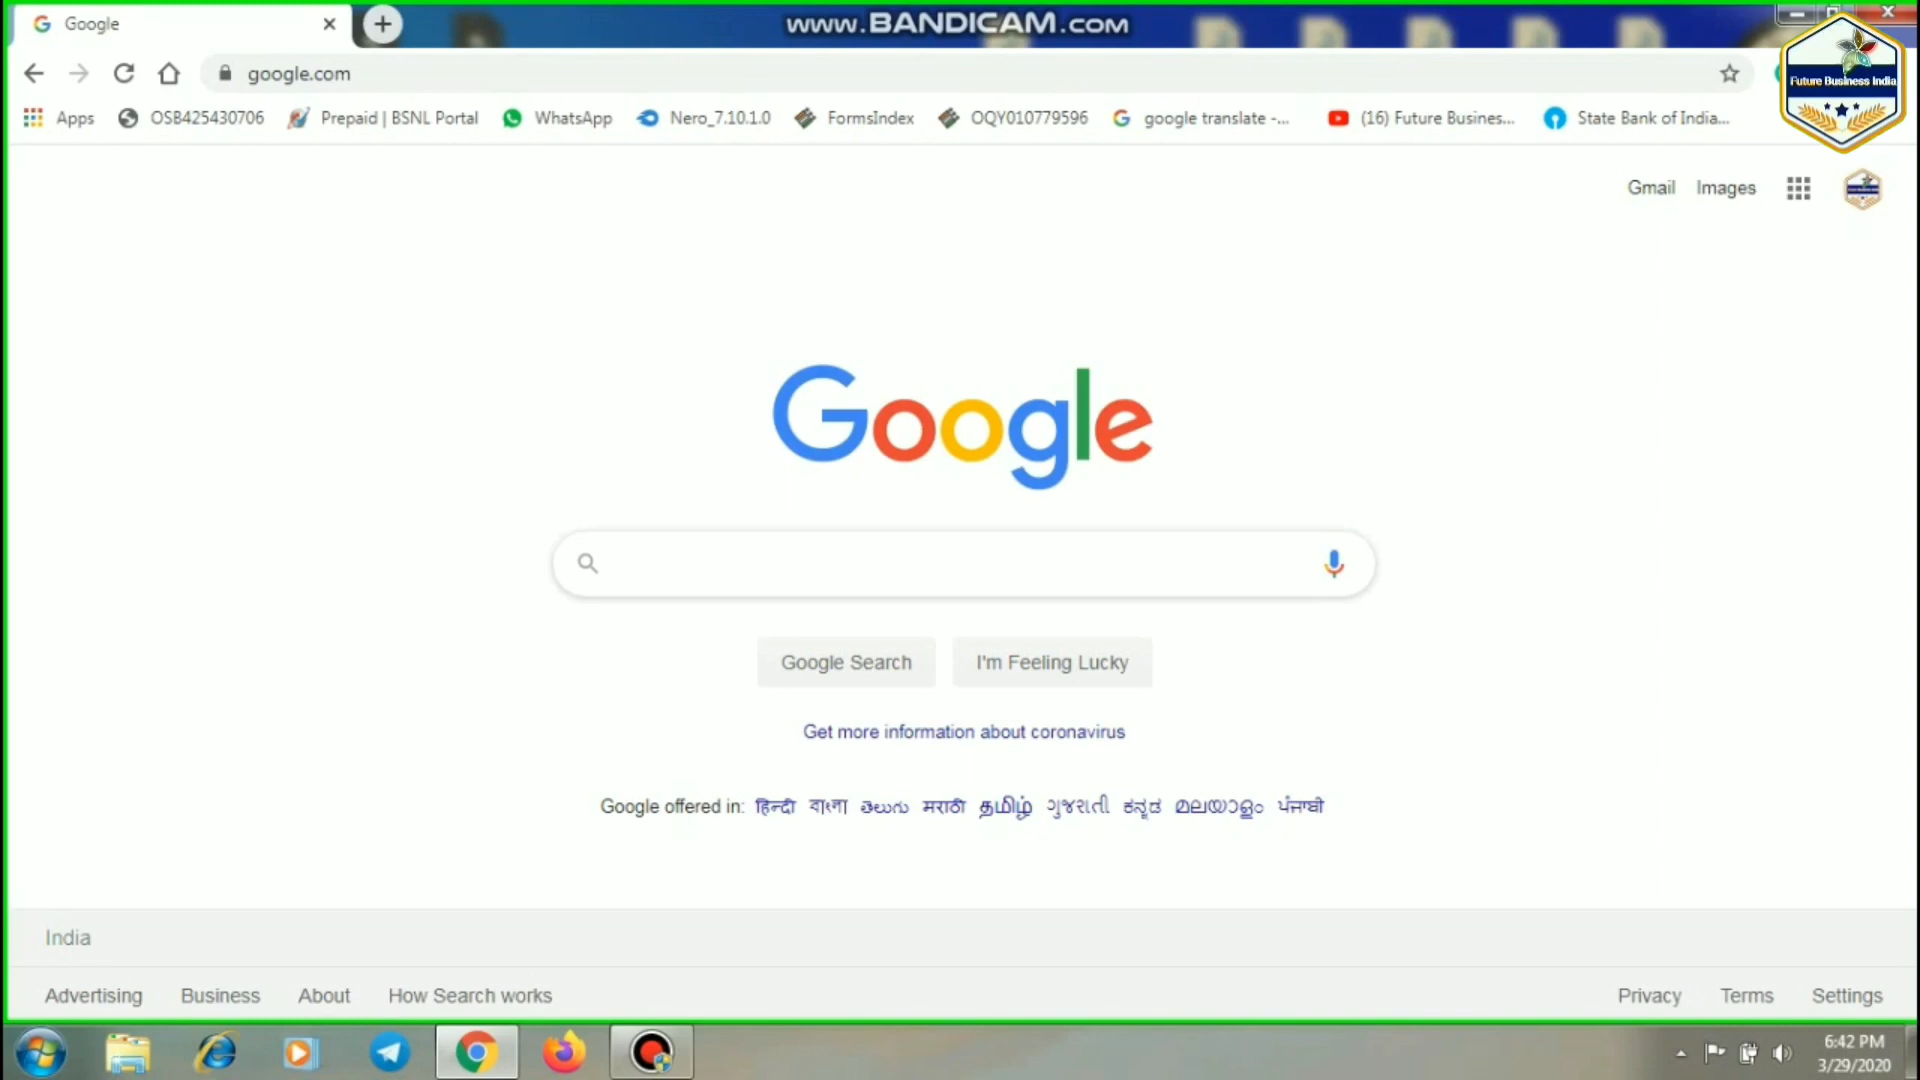 Google
www.BANDICAM.com
google.com
Future Business India
Apps OSB425430706 Prepaid | BSNL Portal WhatsApp Nero_7.10.1.0 FormsIndex OQY010779596 google translate -... (16) Future Busines... State Bank of India...
Gmail Images
Google
Google Search I'm Feeling Lucky
Get more information about coronavirus
Google offered in: हिन्दी বাংলা తెలుగు मराठी தமிழ் ગુજરાતી ಕನ್ನಡ മലയാളം ਪੰਜਾਬੀ
India
Advertising Business About How Search works Privacy Terms Settings
6:42 PM
3/29/2020